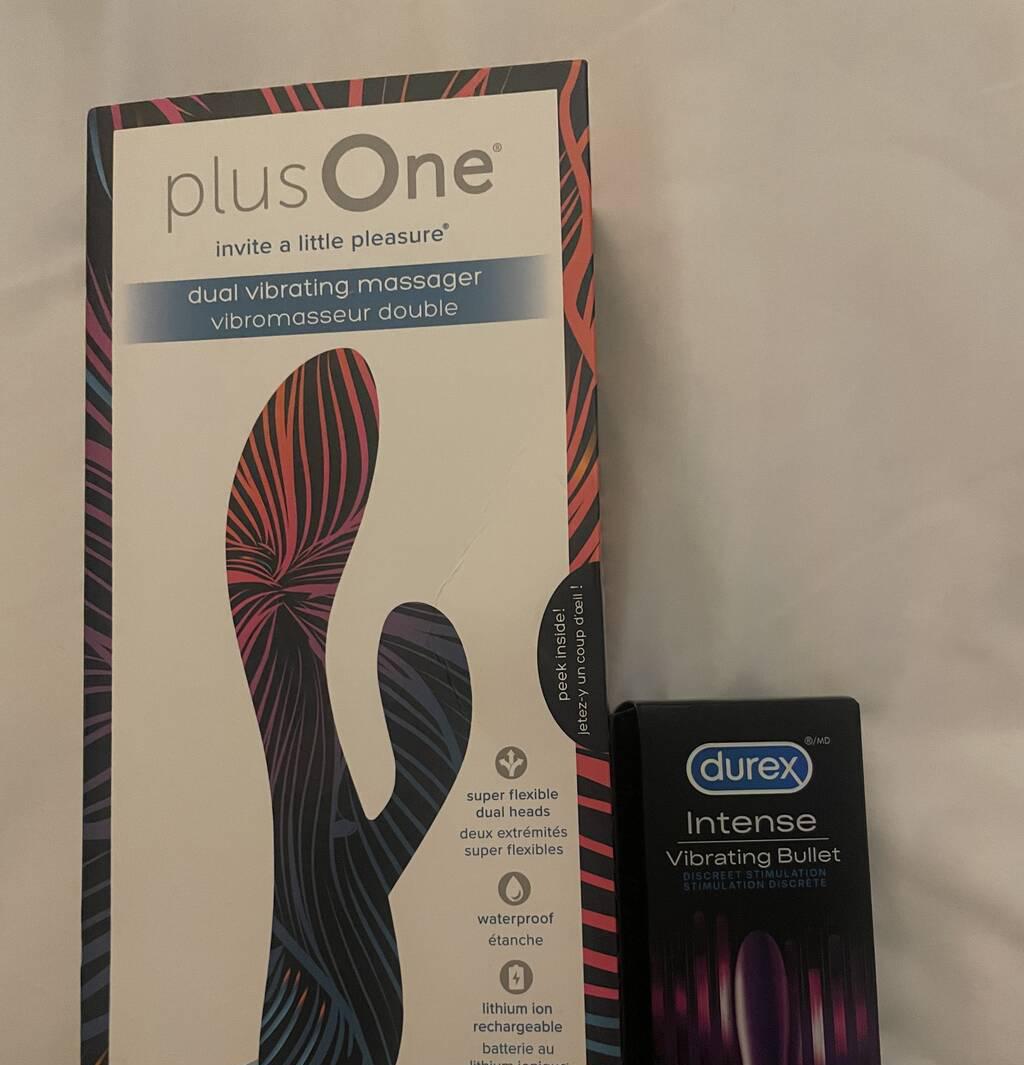 plusOne®
invite a little pleasure®
dual vibrating massager
vibromasseur double
peek inside!
jetez-y un coup d'œil !
super flexible
dual heads
deux extrémités
super flexibles
waterproof
étanche
lithium ion
rechargeable
batterie au
lithium ionique
durex ®/MD
Intense
Vibrating Bullet
DISCREET STIMULATION
STIMULATION DISCRÈTE